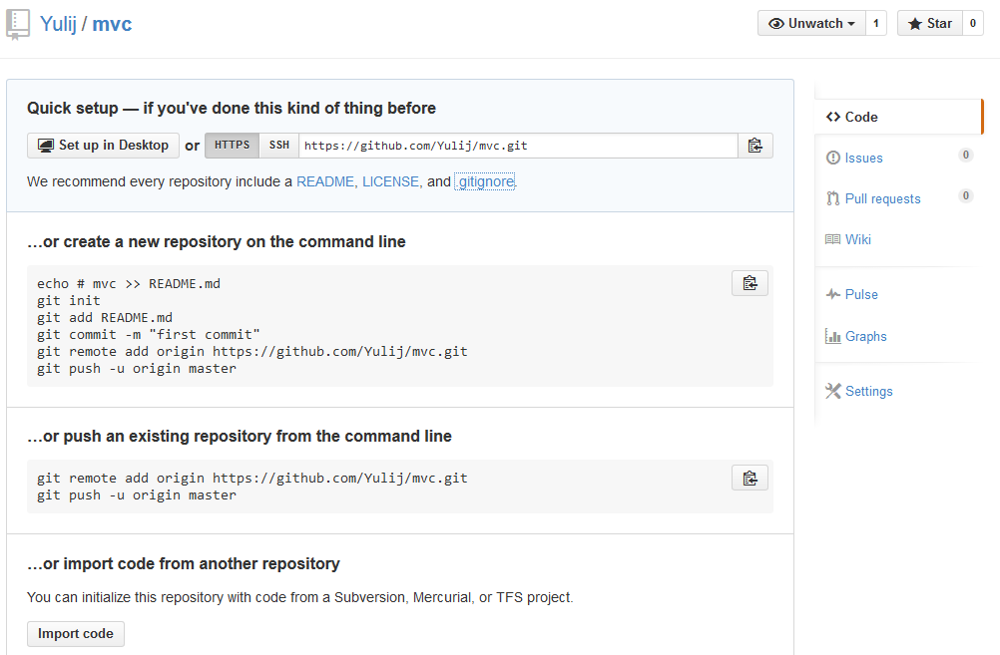 Yulij / mvc
Unwatch 1 Star 0
Quick setup — if you've done this kind of thing before
Set up in Desktop or HTTPS SSH https://github.com/Yulij/mvc.git
We recommend every repository include a README, LICENSE, and .gitignore.
…or create a new repository on the command line
echo # mvc >> README.md
git init
git add README.md
git commit -m "first commit"
git remote add origin https://github.com/Yulij/mvc.git
git push -u origin master
…or push an existing repository from the command line
git remote add origin https://github.com/Yulij/mvc.git
git push -u origin master
…or import code from another repository
You can initialize this repository with code from a Subversion, Mercurial, or TFS project.
Import code
Code
Issues 0
Pull requests 0
Wiki
Pulse
Graphs
Settings